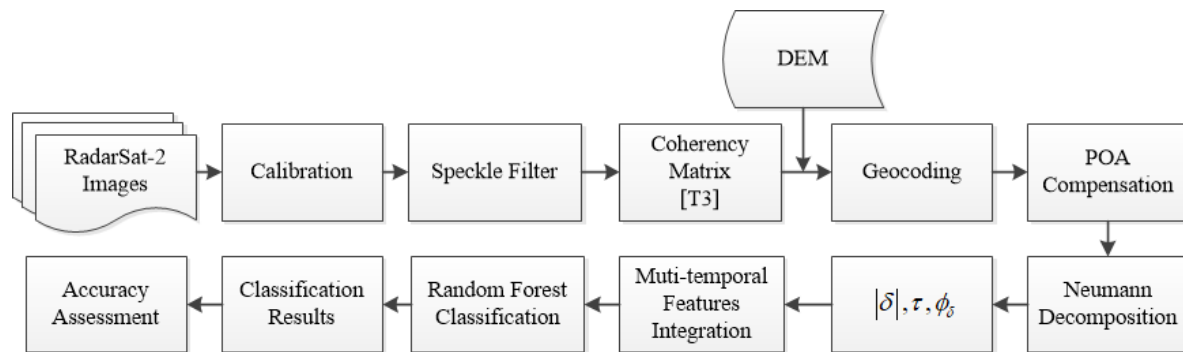 DEM
RadarSat-2
Images
Calibration
Speckle Filter
Coherency
Matrix
[T3]
Geocoding
POA
Compensation
Neumann
Decomposition
|δ|, τ, ϕ_δ
Muti-temporal
Features
Integration
Random Forest
Classification
Classification
Results
Accuracy
Assessment